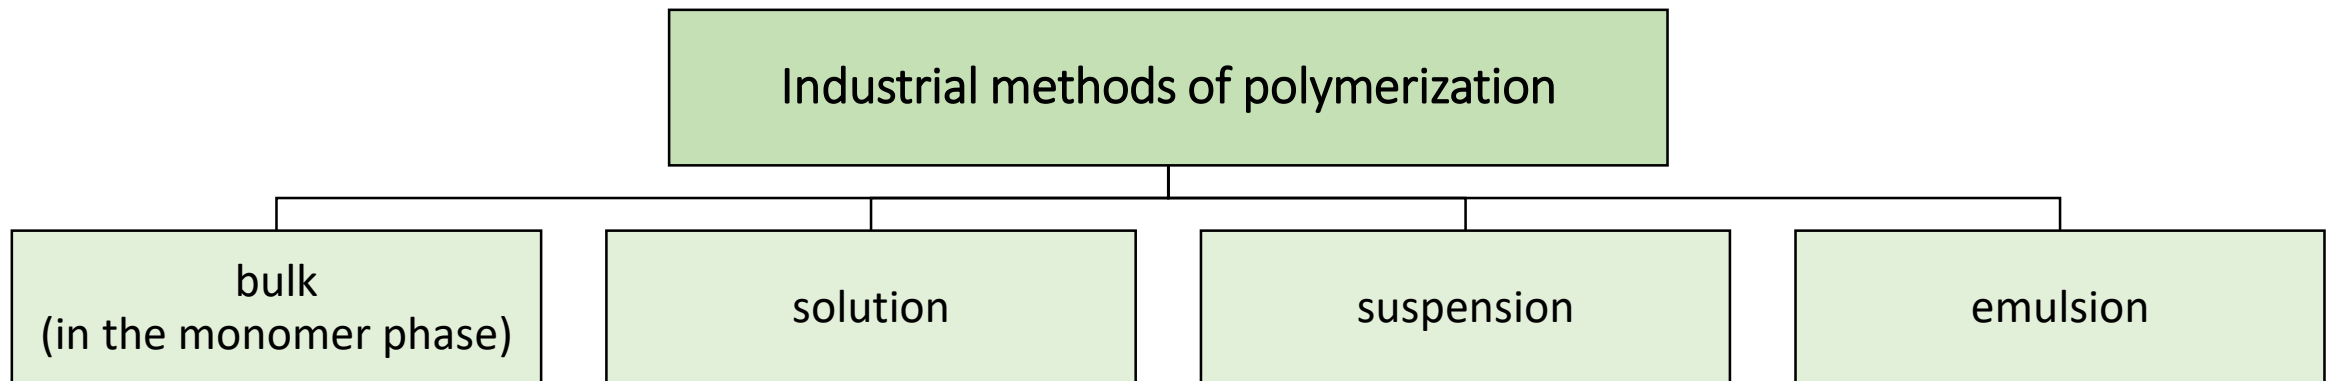 Industrial methods of polymerization
bulk
(in the monomer phase)
solution
suspension
emulsion